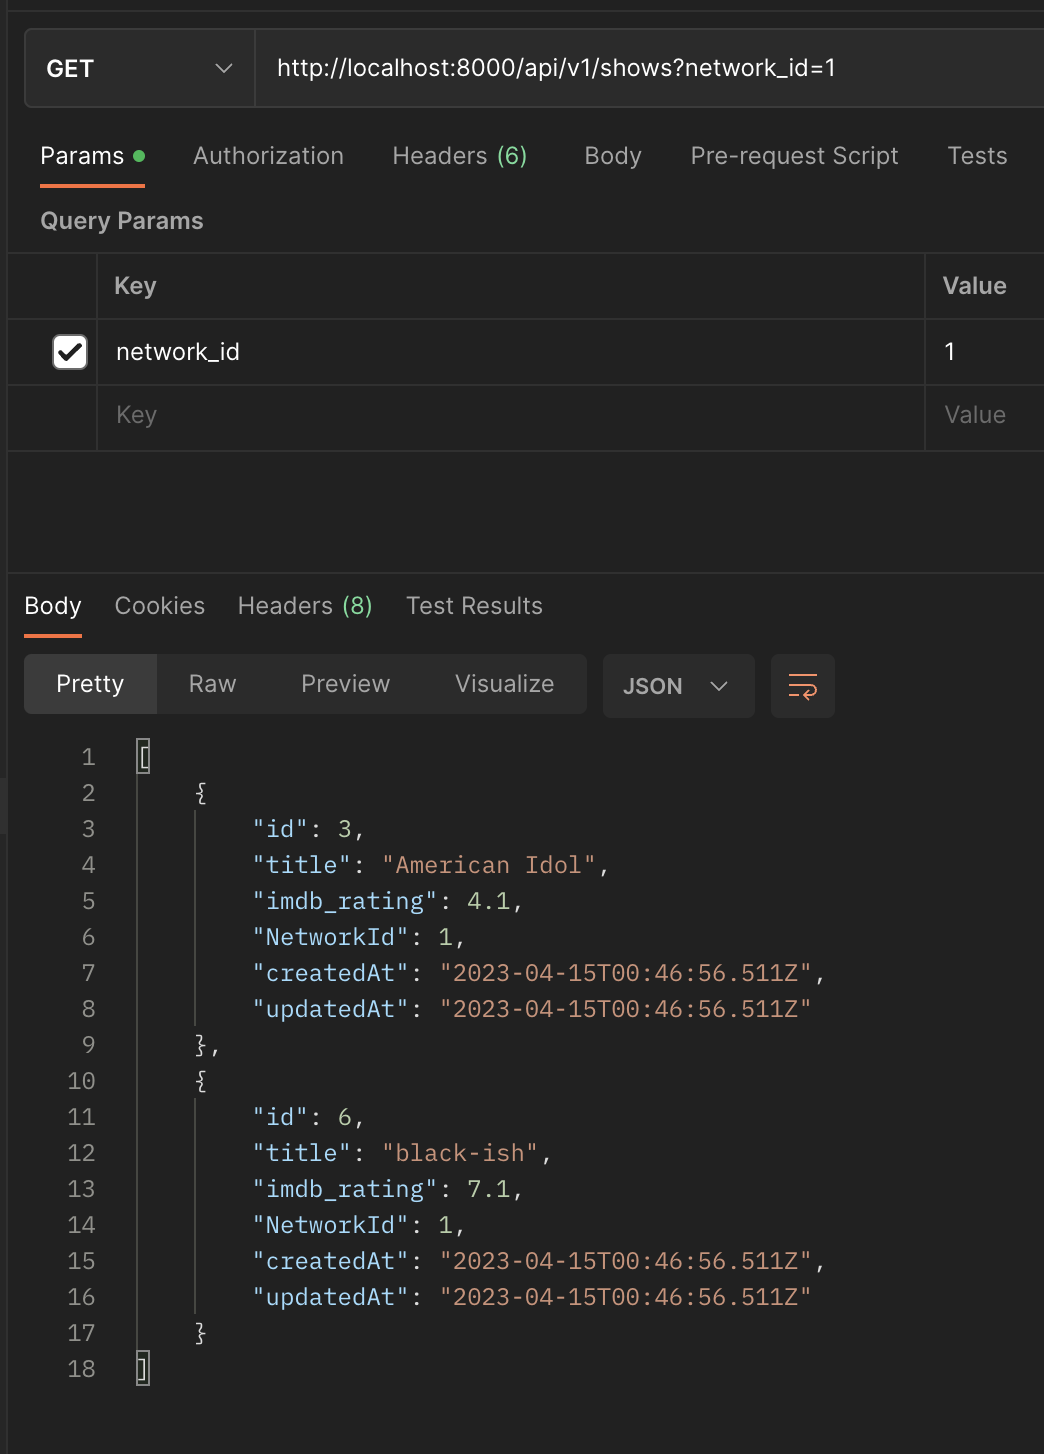 GET http://localhost:8000/api/v1/shows?network_id=1
Params Authorization Headers (6) Body Pre-request Script Tests
Query Params
Key Value
network_id 1
Key Value
Body Cookies Headers (8) Test Results
Pretty Raw Preview Visualize JSON
1 [
2 {
3 "id": 3,
4 "title": "American Idol",
5 "imdb_rating": 4.1,
6 "NetworkId": 1,
7 "createdAt": "2023-04-15T00:46:56.511Z",
8 "updatedAt": "2023-04-15T00:46:56.511Z"
9 },
10 {
11 "id": 6,
12 "title": "black-ish",
13 "imdb_rating": 7.1,
14 "NetworkId": 1,
15 "createdAt": "2023-04-15T00:46:56.511Z",
16 "updatedAt": "2023-04-15T00:46:56.511Z"
17 }
18 ]